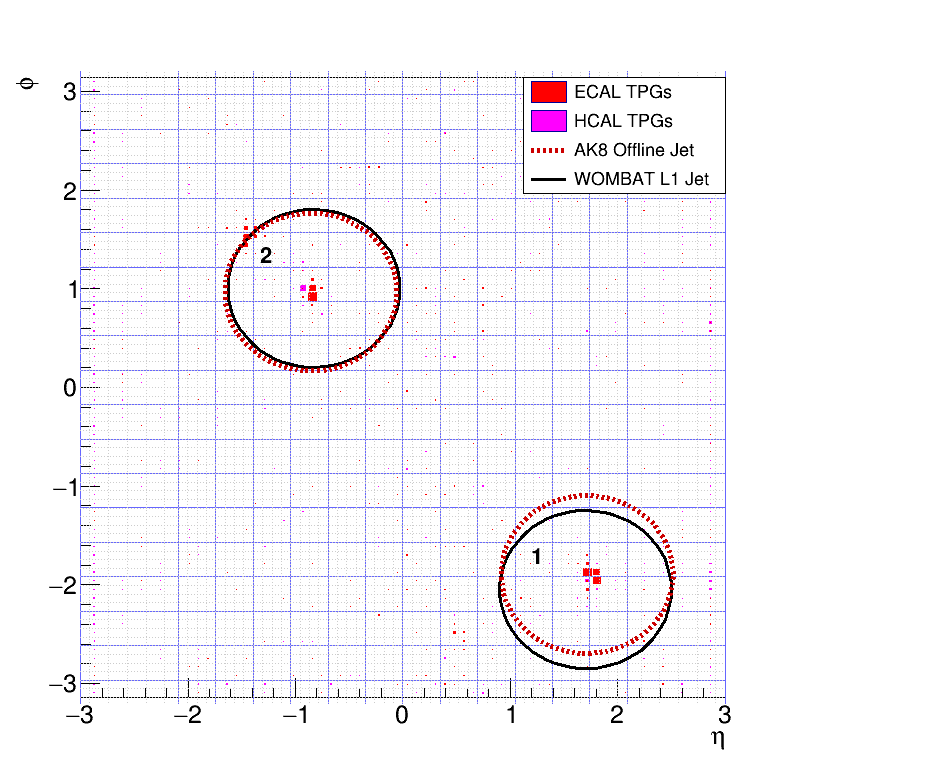 φ
3
ECAL TPGs
HCAL TPGs
AK8 Offline Jet
WOMBAT L1 Jet
2
2
1
0
−1
1
−2
−3
−3 −2 −1 0 1 2 3
η